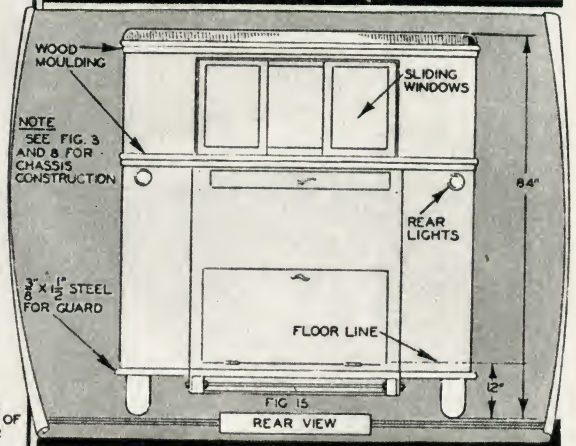 WOOD
MOULDING
SLIDING
WINDOWS
NOTE
SEE FIG. 3
AND 8 FOR
CHASSIS
CONSTRUCTION
84"
REAR
LIGHTS
3/8" X 1 1/2" STEEL
FOR GUARD
FLOOR LINE
12"
FIG 15
OF
REAR VIEW